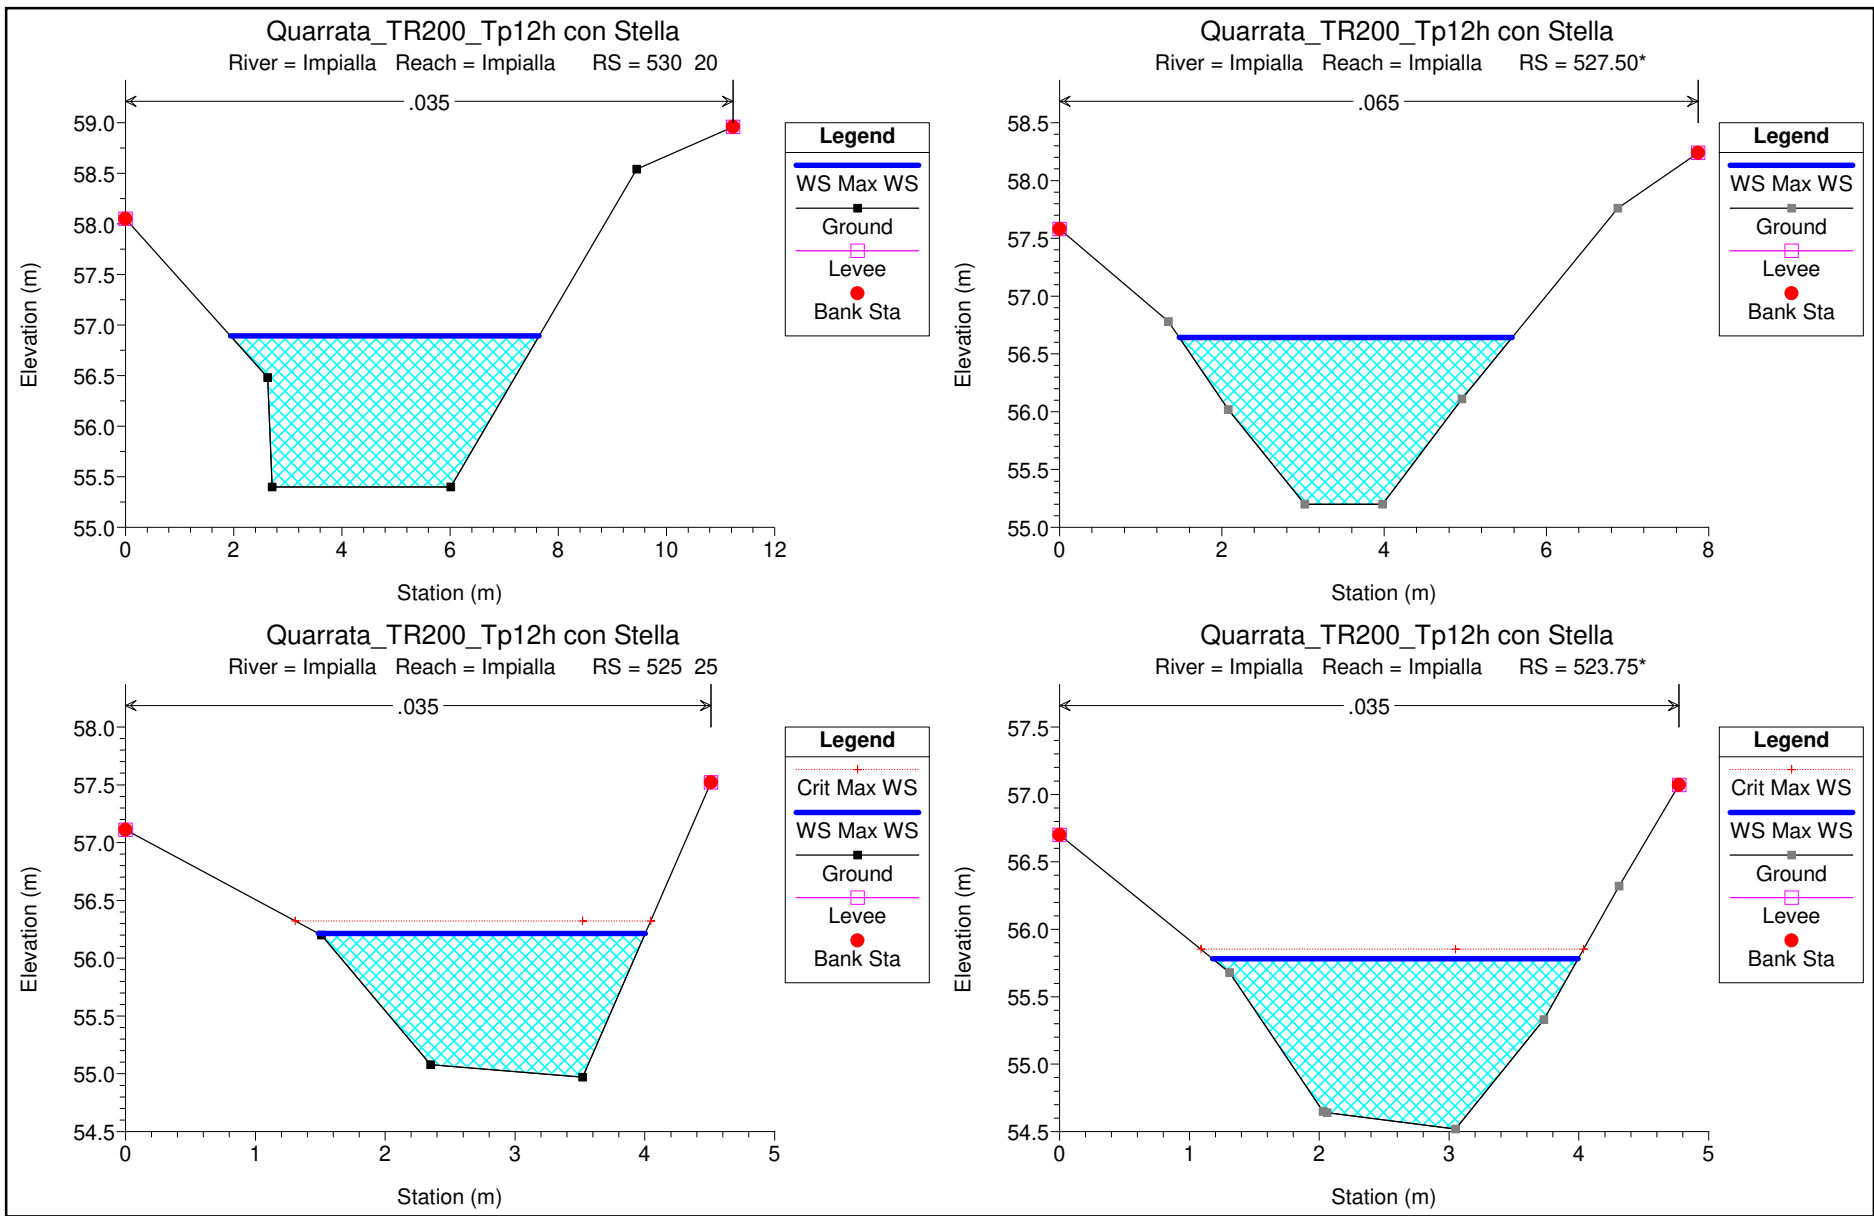 Quarrata_TR200_Tp12h con Stella
River = Impialla Reach = Impialla RS = 530 20
.035
59.0
58.5
58.0
57.5
57.0
56.5
56.0
55.5
55.0
0 2 4 6 8 10 12
Elevation (m)
Station (m)
Legend
WS Max WS
Ground
Levee
Bank Sta
Quarrata_TR200_Tp12h con Stella
River = Impialla Reach = Impialla RS = 527.50*
.065
58.5
58.0
57.5
57.0
56.5
56.0
55.5
55.0
0 2 4 6 8
Elevation (m)
Station (m)
Legend
WS Max WS
Ground
Levee
Bank Sta
Quarrata_TR200_Tp12h con Stella
River = Impialla Reach = Impialla RS = 525 25
.035
58.0
57.5
57.0
56.5
56.0
55.5
55.0
54.5
0 1 2 3 4 5
Elevation (m)
Station (m)
Legend
Crit Max WS
WS Max WS
Ground
Levee
Bank Sta
Quarrata_TR200_Tp12h con Stella
River = Impialla Reach = Impialla RS = 523.75*
.035
57.5
57.0
56.5
56.0
55.5
55.0
54.5
0 1 2 3 4 5
Elevation (m)
Station (m)
Legend
Crit Max WS
WS Max WS
Ground
Levee
Bank Sta